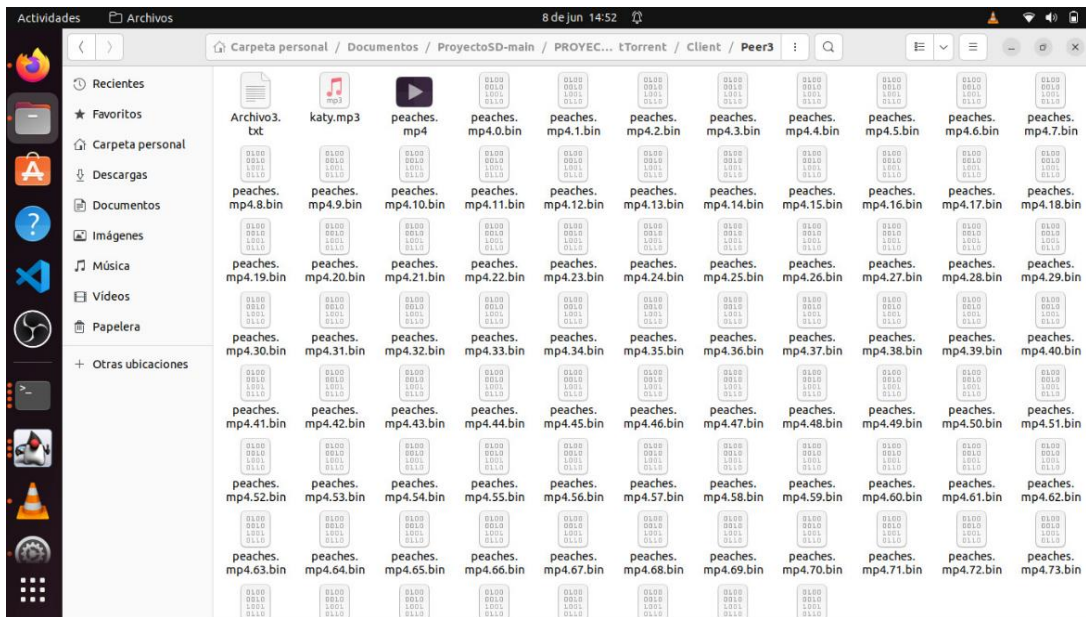 Actividades Archivos 8 de jun 14:52
Carpeta personal / Documentos / ProyectoSD-main / PROYEC... tTorrent / Client / Peer3
Recientes
Favoritos
Carpeta personal
Descargas
Documentos
Imágenes
Música
Vídeos
Papelera
+ Otras ubicaciones
Archivo3. katy.mp3 peaches. peaches. peaches. peaches. peaches. peaches. peaches. peaches. peaches.
txt mp4 mp4.0.bin mp4.1.bin mp4.2.bin mp4.3.bin mp4.4.bin mp4.5.bin mp4.6.bin mp4.7.bin
peaches. peaches. peaches. peaches. peaches. peaches. peaches. peaches. peaches. peaches. peaches.
mp4.8.bin mp4.9.bin mp4.10.bin mp4.11.bin mp4.12.bin mp4.13.bin mp4.14.bin mp4.15.bin mp4.16.bin mp4.17.bin mp4.18.bin
peaches. peaches. peaches. peaches. peaches. peaches. peaches. peaches. peaches. peaches. peaches.
mp4.19.bin mp4.20.bin mp4.21.bin mp4.22.bin mp4.23.bin mp4.24.bin mp4.25.bin mp4.26.bin mp4.27.bin mp4.28.bin mp4.29.bin
peaches. peaches. peaches. peaches. peaches. peaches. peaches. peaches. peaches. peaches. peaches.
mp4.30.bin mp4.31.bin mp4.32.bin mp4.33.bin mp4.34.bin mp4.35.bin mp4.36.bin mp4.37.bin mp4.38.bin mp4.39.bin mp4.40.bin
peaches. peaches. peaches. peaches. peaches. peaches. peaches. peaches. peaches. peaches. peaches.
mp4.41.bin mp4.42.bin mp4.43.bin mp4.44.bin mp4.45.bin mp4.46.bin mp4.47.bin mp4.48.bin mp4.49.bin mp4.50.bin mp4.51.bin
peaches. peaches. peaches. peaches. peaches. peaches. peaches. peaches. peaches. peaches. peaches.
mp4.52.bin mp4.53.bin mp4.54.bin mp4.55.bin mp4.56.bin mp4.57.bin mp4.58.bin mp4.59.bin mp4.60.bin mp4.61.bin mp4.62.bin
peaches. peaches. peaches. peaches. peaches. peaches. peaches. peaches. peaches. peaches. peaches.
mp4.63.bin mp4.64.bin mp4.65.bin mp4.66.bin mp4.67.bin mp4.68.bin mp4.69.bin mp4.70.bin mp4.71.bin mp4.72.bin mp4.73.bin